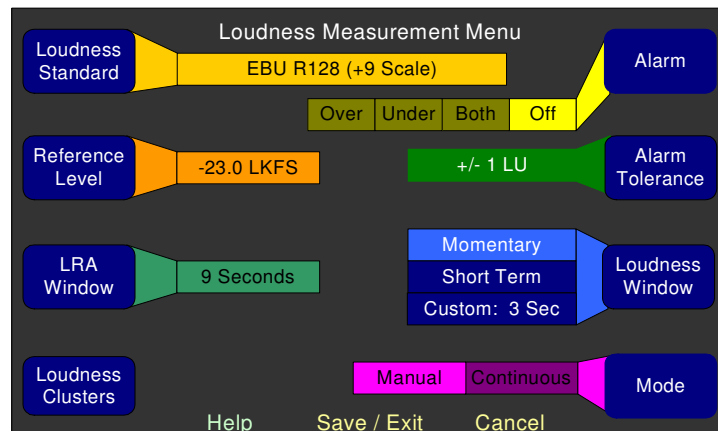 Loudness Measurement Menu
Loudness
Standard
EBU R128 (+9 Scale)
Alarm
Over Under Both Off
Reference
Level
-23.0 LKFS
+/- 1 LU
Alarm
Tolerance
LRA
Window
9 Seconds
Momentary
Short Term
Custom: 3 Sec
Loudness
Window
Loudness
Clusters
Manual Continuous
Mode
Help Save / Exit Cancel